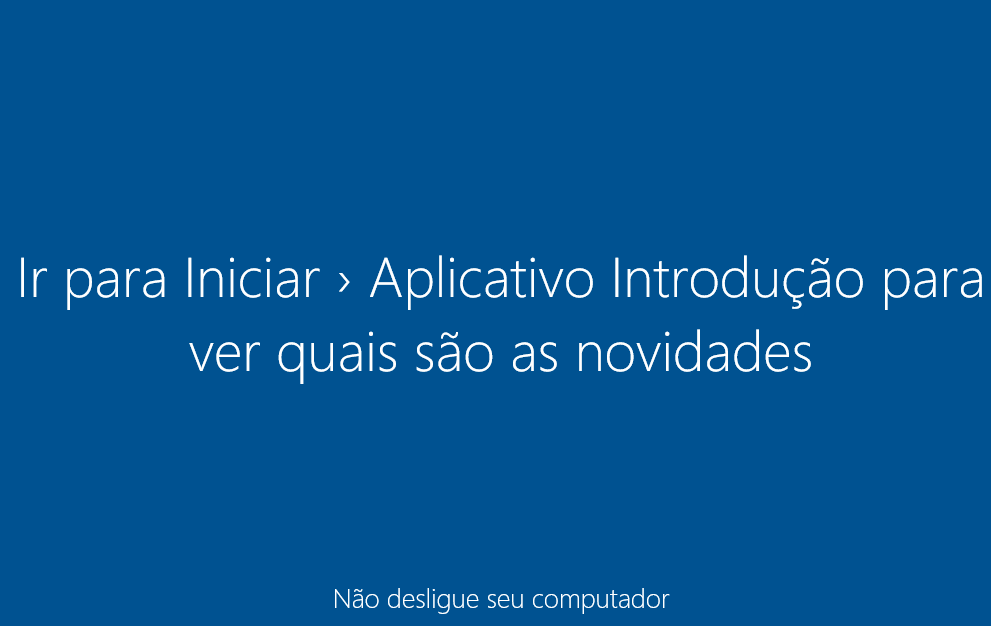 Ir para Iniciar › Aplicativo Introdução para
ver quais são as novidades
Não desligue seu computador